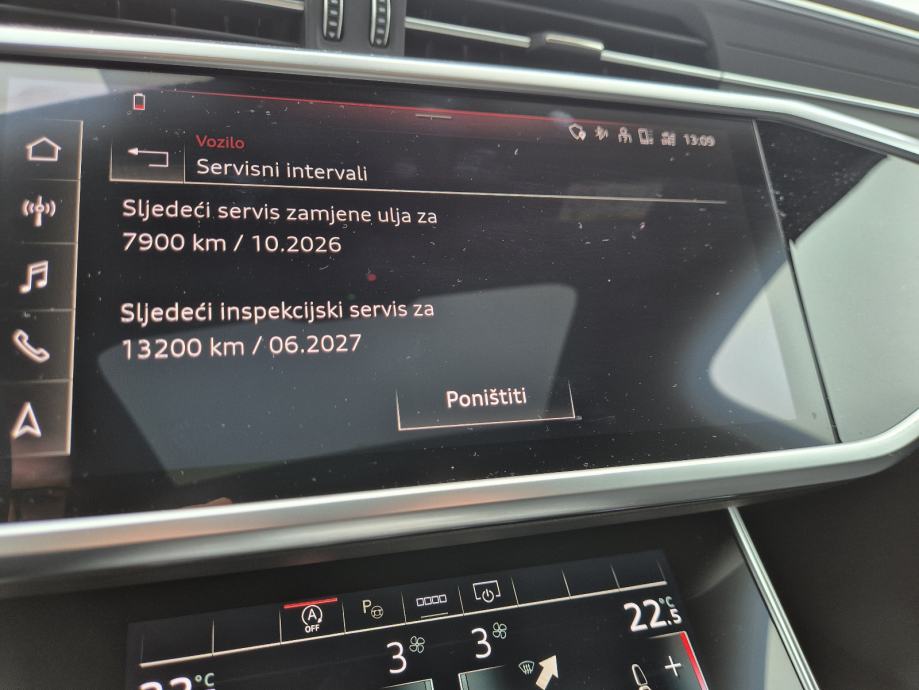 13:09
Vozilo
Servisni intervali
Sljedeći servis zamjene ulja za
7900 km / 10.2026
Sljedeći inspekcijski servis za
13200 km / 06.2027
Poništiti
A
OFF
P
3
3
22.5 °C
+